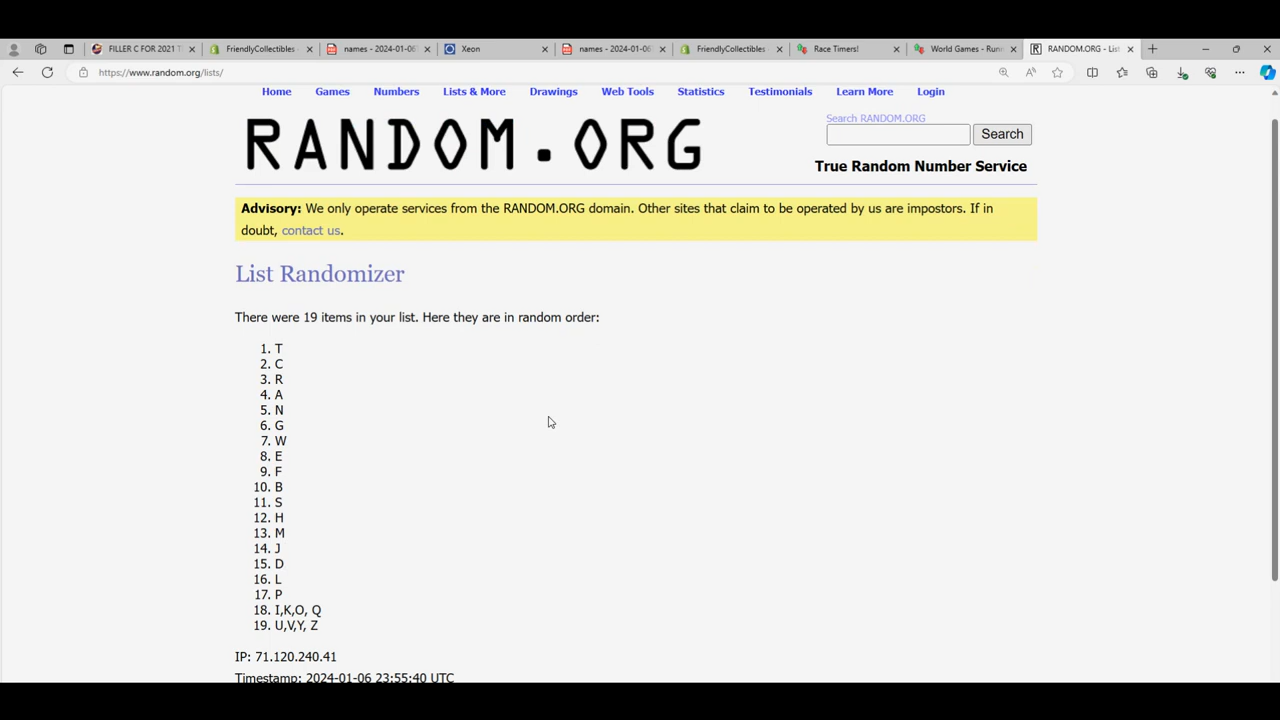 FILLER C FOR 2021 T
FriendlyCollectibles
names - 2024-01-06
Xeon
names - 2024-01-06
FriendlyCollectibles
Race Timers!
World Games - Runn
RANDOM.ORG - List
https://www.random.org/lists/
Home Games Numbers Lists & More Drawings Web Tools Statistics Testimonials Learn More Login
RANDOM.ORG
Search RANDOM.ORG
Search
True Random Number Service
Advisory: We only operate services from the RANDOM.ORG domain. Other sites that claim to be operated by us are impostors. If in
doubt, contact us.
List Randomizer
There were 19 items in your list. Here they are in random order:
1. T
2. C
3. R
4. A
5. N
6. G
7. W
8. E
9. F
10. B
11. S
12. H
13. M
14. J
15. D
16. L
17. P
18. I,K,O, Q
19. U,V,Y, Z
IP: 71.120.240.41
Timestamp: 2024-01-06 23:55:40 UTC